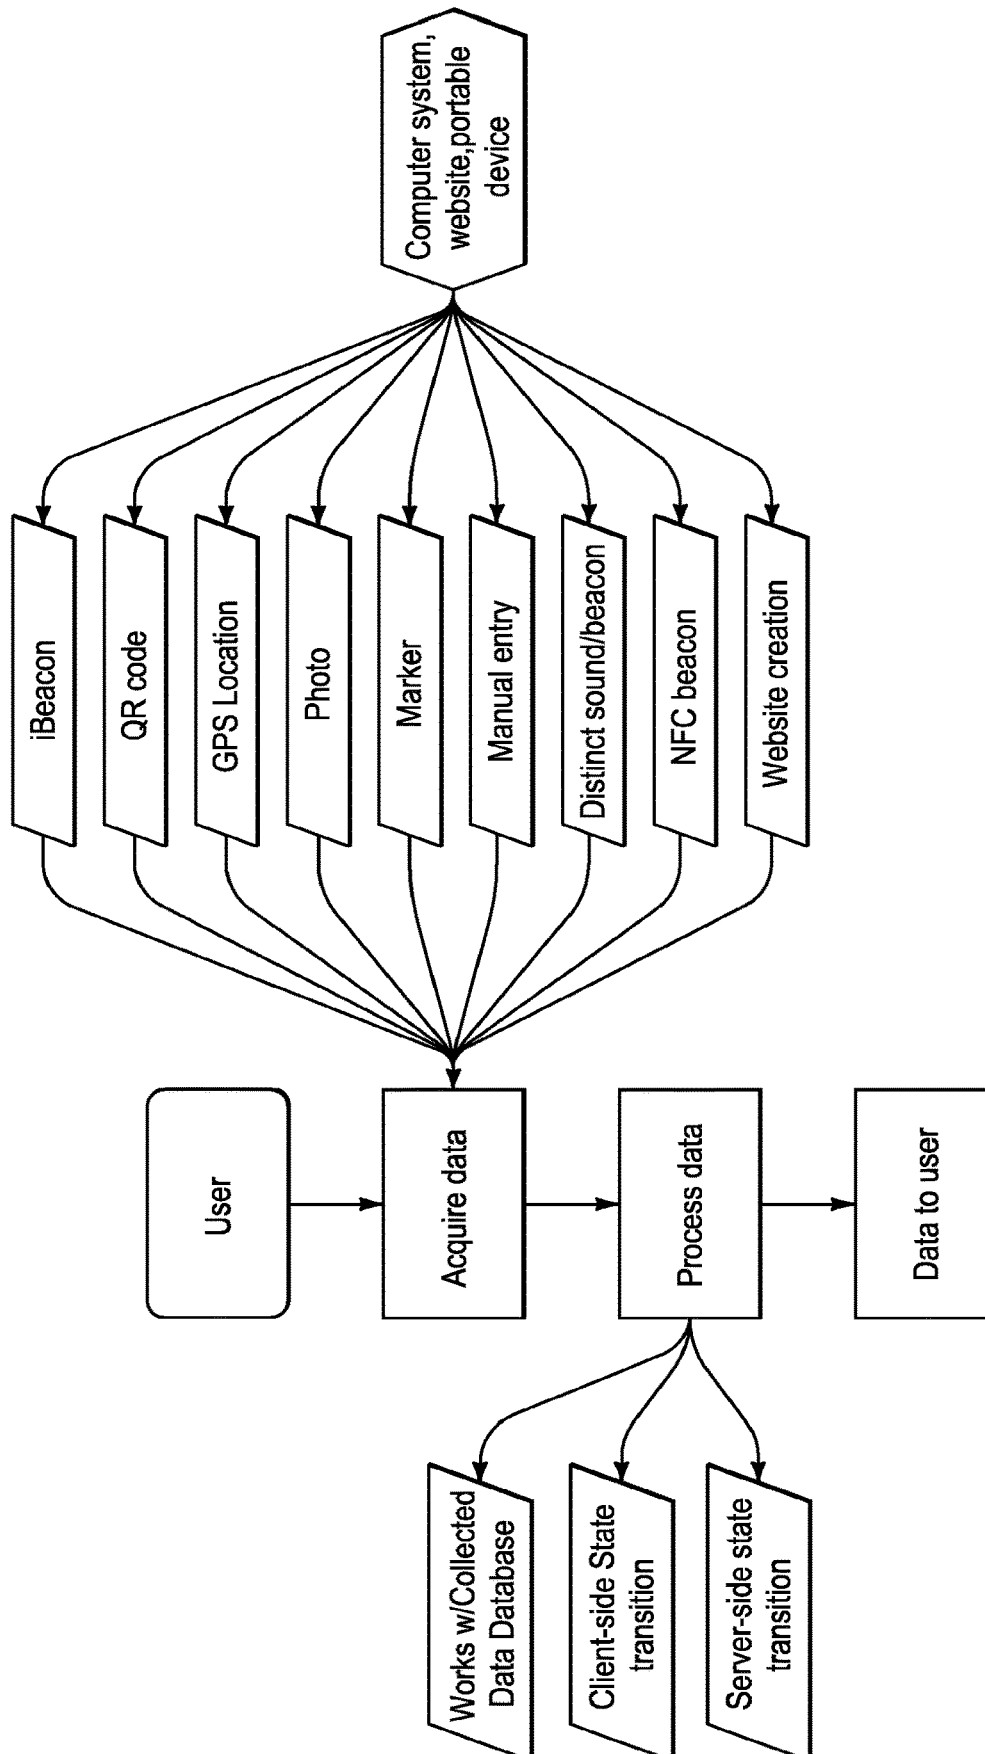 Computer system,
website,portable
device
iBeacon
QR code
GPS Location
Photo
Marker
Manual entry
Distinct sound/beacon
NFC beacon
Website creation
User
Acquire data
Process data
Data to user
Works w/Collected
Data Database
Client-side State
transition
Server-side state
transition